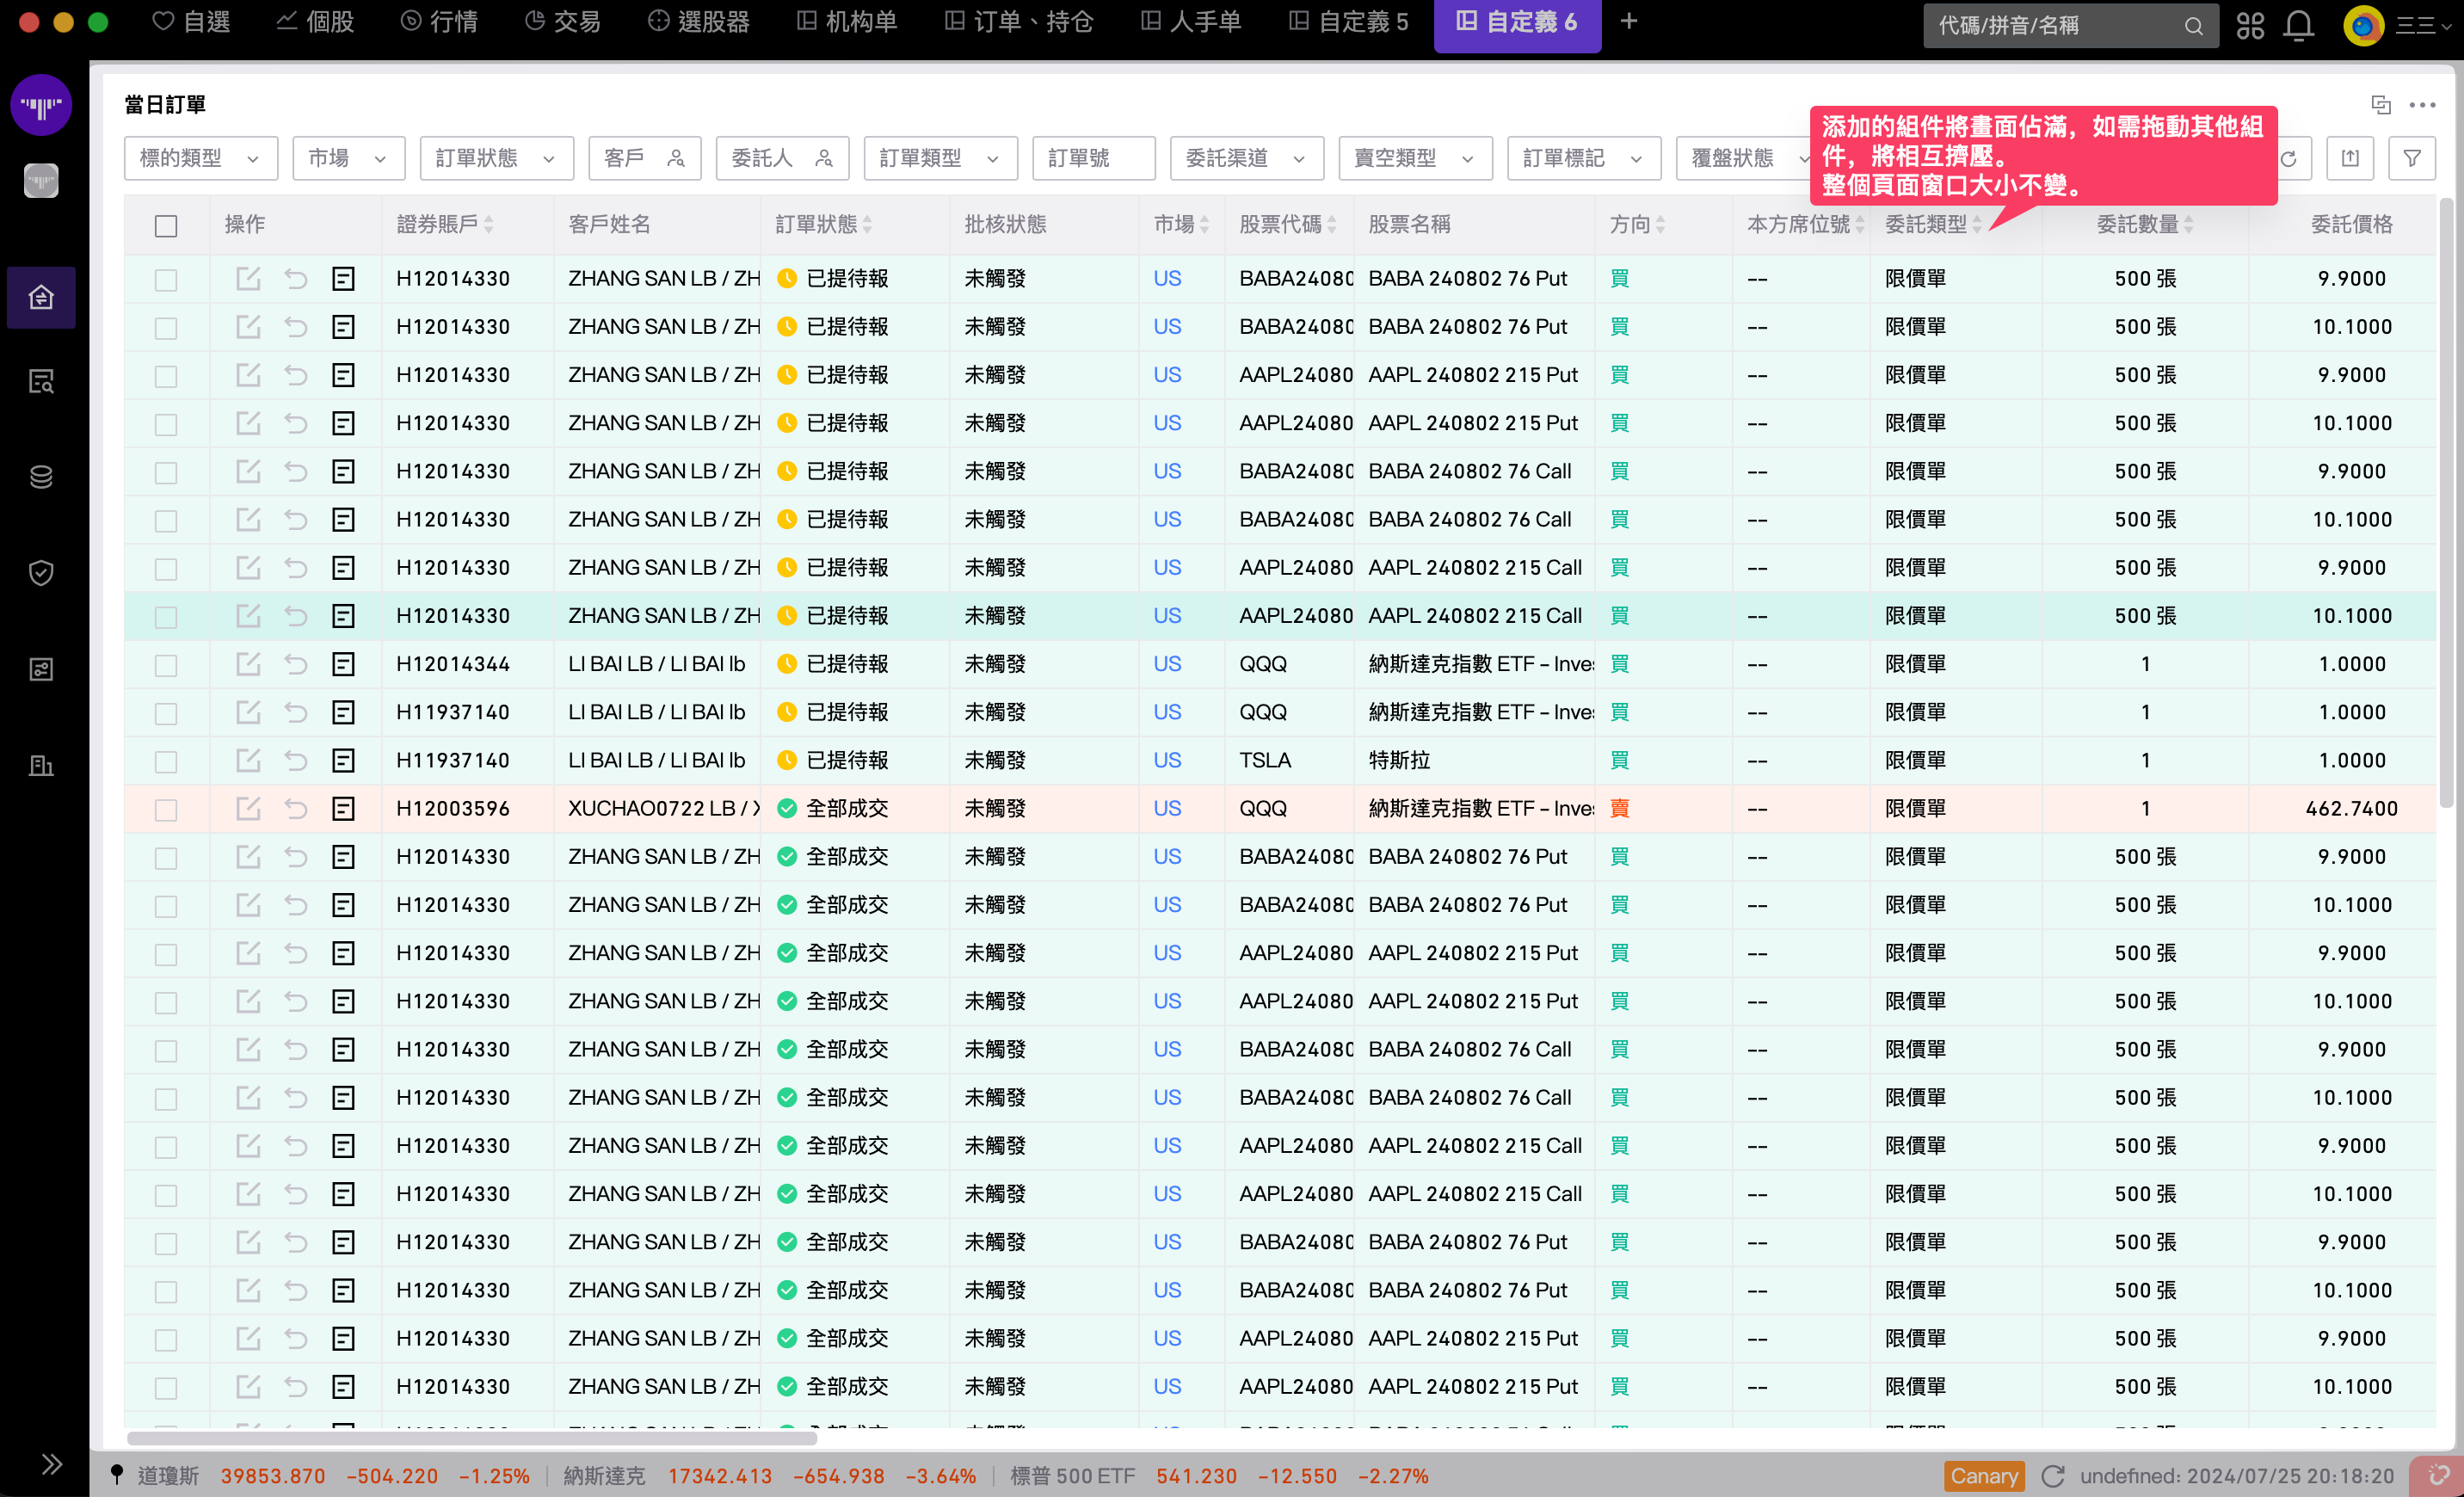 自選 個股 行情 交易 選股器 机构单 订单、持仓 人手单 自定義 5 自定義 6 + 代碼/拼音/名稱 三三
當日訂單
添加的組件將畫面佔滿，如需拖動其他組件，將相互擠壓。
整個頁面窗口大小不變。
標的類型 市場 訂單狀態 客戶 委託人 訂單類型 訂單號 委託渠道 賣空類型 訂單標記 覆盤狀態
操作 證券賬戶 客戶姓名 訂單狀態 批核狀態 市場 股票代碼 股票名稱 方向 本方席位號 委託類型 委託數量 委託價格
H12014330 ZHANG SAN LB / ZH 已提待報 未觸發 US BABA24080 BABA 240802 76 Put 買 -- 限價單 500 張 9.9000
H12014330 ZHANG SAN LB / ZH 已提待報 未觸發 US BABA24080 BABA 240802 76 Put 買 -- 限價單 500 張 10.1000
H12014330 ZHANG SAN LB / ZH 已提待報 未觸發 US AAPL24080 AAPL 240802 215 Put 買 -- 限價單 500 張 9.9000
H12014330 ZHANG SAN LB / ZH 已提待報 未觸發 US AAPL24080 AAPL 240802 215 Put 買 -- 限價單 500 張 10.1000
H12014330 ZHANG SAN LB / ZH 已提待報 未觸發 US BABA24080 BABA 240802 76 Call 買 -- 限價單 500 張 9.9000
H12014330 ZHANG SAN LB / ZH 已提待報 未觸發 US BABA24080 BABA 240802 76 Call 買 -- 限價單 500 張 10.1000
H12014330 ZHANG SAN LB / ZH 已提待報 未觸發 US AAPL24080 AAPL 240802 215 Call 買 -- 限價單 500 張 9.9000
H12014330 ZHANG SAN LB / ZH 已提待報 未觸發 US AAPL24080 AAPL 240802 215 Call 買 -- 限價單 500 張 10.1000
H12014344 LI BAI LB / LI BAI lb 已提待報 未觸發 US QQQ 納斯達克指數 ETF – Inve 買 -- 限價單 1 1.0000
H11937140 LI BAI LB / LI BAI lb 已提待報 未觸發 US QQQ 納斯達克指數 ETF – Inve 買 -- 限價單 1 1.0000
H11937140 LI BAI LB / LI BAI lb 已提待報 未觸發 US TSLA 特斯拉 買 -- 限價單 1 1.0000
H12003596 XUCHAO0722 LB / 全部成交 未觸發 US QQQ 納斯達克指數 ETF – Inve 賣 -- 限價單 1 462.7400
H12014330 ZHANG SAN LB / ZH 全部成交 未觸發 US BABA24080 BABA 240802 76 Put 買 -- 限價單 500 張 9.9000
H12014330 ZHANG SAN LB / ZH 全部成交 未觸發 US BABA24080 BABA 240802 76 Put 買 -- 限價單 500 張 10.1000
H12014330 ZHANG SAN LB / ZH 全部成交 未觸發 US AAPL24080 AAPL 240802 215 Put 買 -- 限價單 500 張 9.9000
H12014330 ZHANG SAN LB / ZH 全部成交 未觸發 US AAPL24080 AAPL 240802 215 Put 買 -- 限價單 500 張 10.1000
H12014330 ZHANG SAN LB / ZH 全部成交 未觸發 US BABA24080 BABA 240802 76 Call 買 -- 限價單 500 張 9.9000
H12014330 ZHANG SAN LB / ZH 全部成交 未觸發 US BABA24080 BABA 240802 76 Call 買 -- 限價單 500 張 10.1000
H12014330 ZHANG SAN LB / ZH 全部成交 未觸發 US AAPL24080 AAPL 240802 215 Call 買 -- 限價單 500 張 9.9000
H12014330 ZHANG SAN LB / ZH 全部成交 未觸發 US AAPL24080 AAPL 240802 215 Call 買 -- 限價單 500 張 10.1000
H12014330 ZHANG SAN LB / ZH 全部成交 未觸發 US BABA24080 BABA 240802 76 Put 買 -- 限價單 500 張 9.9000
H12014330 ZHANG SAN LB / ZH 全部成交 未觸發 US BABA24080 BABA 240802 76 Put 買 -- 限價單 500 張 10.1000
H12014330 ZHANG SAN LB / ZH 全部成交 未觸發 US AAPL24080 AAPL 240802 215 Put 買 -- 限價單 500 張 9.9000
H12014330 ZHANG SAN LB / ZH 全部成交 未觸發 US AAPL24080 AAPL 240802 215 Put 買 -- 限價單 500 張 10.1000
道瓊斯 39853.870 -504.220 -1.25% 納斯達克 17342.413 -654.938 -3.64% 標普 500 ETF 541.230 -12.550 -2.27% Canary undefined: 2024/07/25 20:18:20